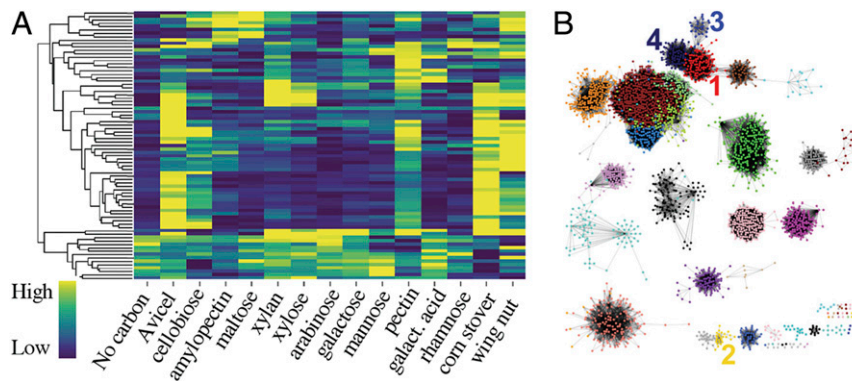 A
B
3
4
1
High
Low
No carbon
Avicel
cellobiose
amylopectin
maltose
xylan
xylose
arabinose
galactose
mannose
pectin
galact. acid
rhamnose
corn stover
wing nut
2